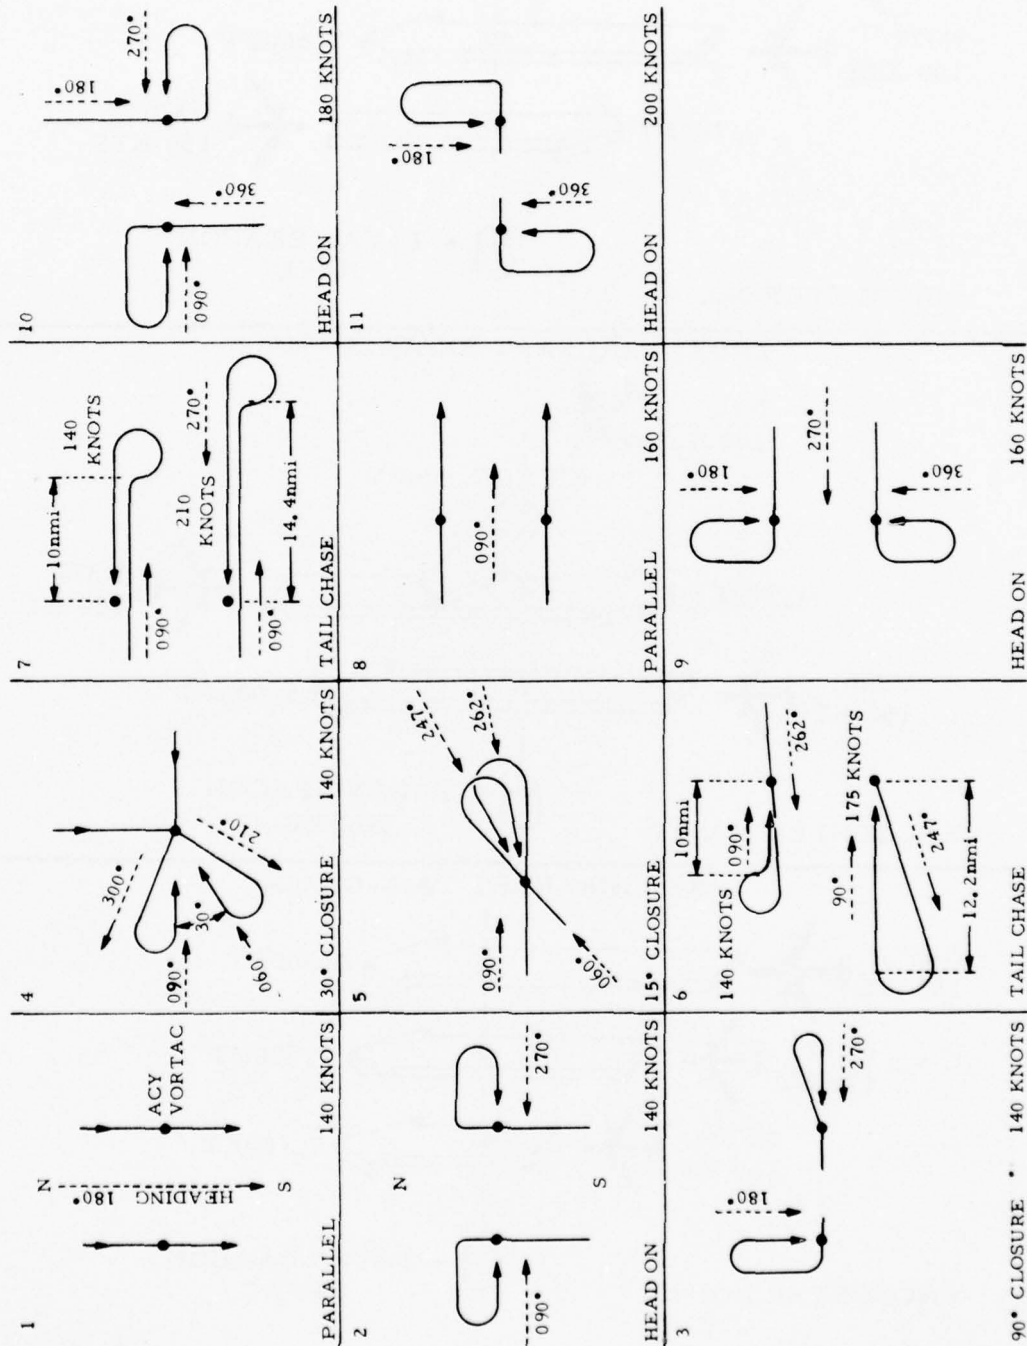 1
N
HEADING 180°
S
ACY
VORTAC
PARALLEL 140 KNOTS
2
N
S
090°
270°
HEAD ON 140 KNOTS
3
180°
270°
90° CLOSURE 140 KNOTS
4
300°
210°
30°
090°
060°
30° CLOSURE 140 KNOTS
5
247°
262°
090°
060°
15° CLOSURE 140 KNOTS
6
10nmi
140 KNOTS
090°
262°
90°
175 KNOTS
247°
12.2nmi
TAIL CHASE
7
10nmi
140
KNOTS
090°
210
KNOTS
270°
14.4nmi
090°
TAIL CHASE
8
090°
PARALLEL 160 KNOTS
9
180°
270°
360°
HEAD ON 160 KNOTS
10
180°
270°
090°
360°
HEAD ON 180 KNOTS
11
180°
360°
HEAD ON 200 KNOTS